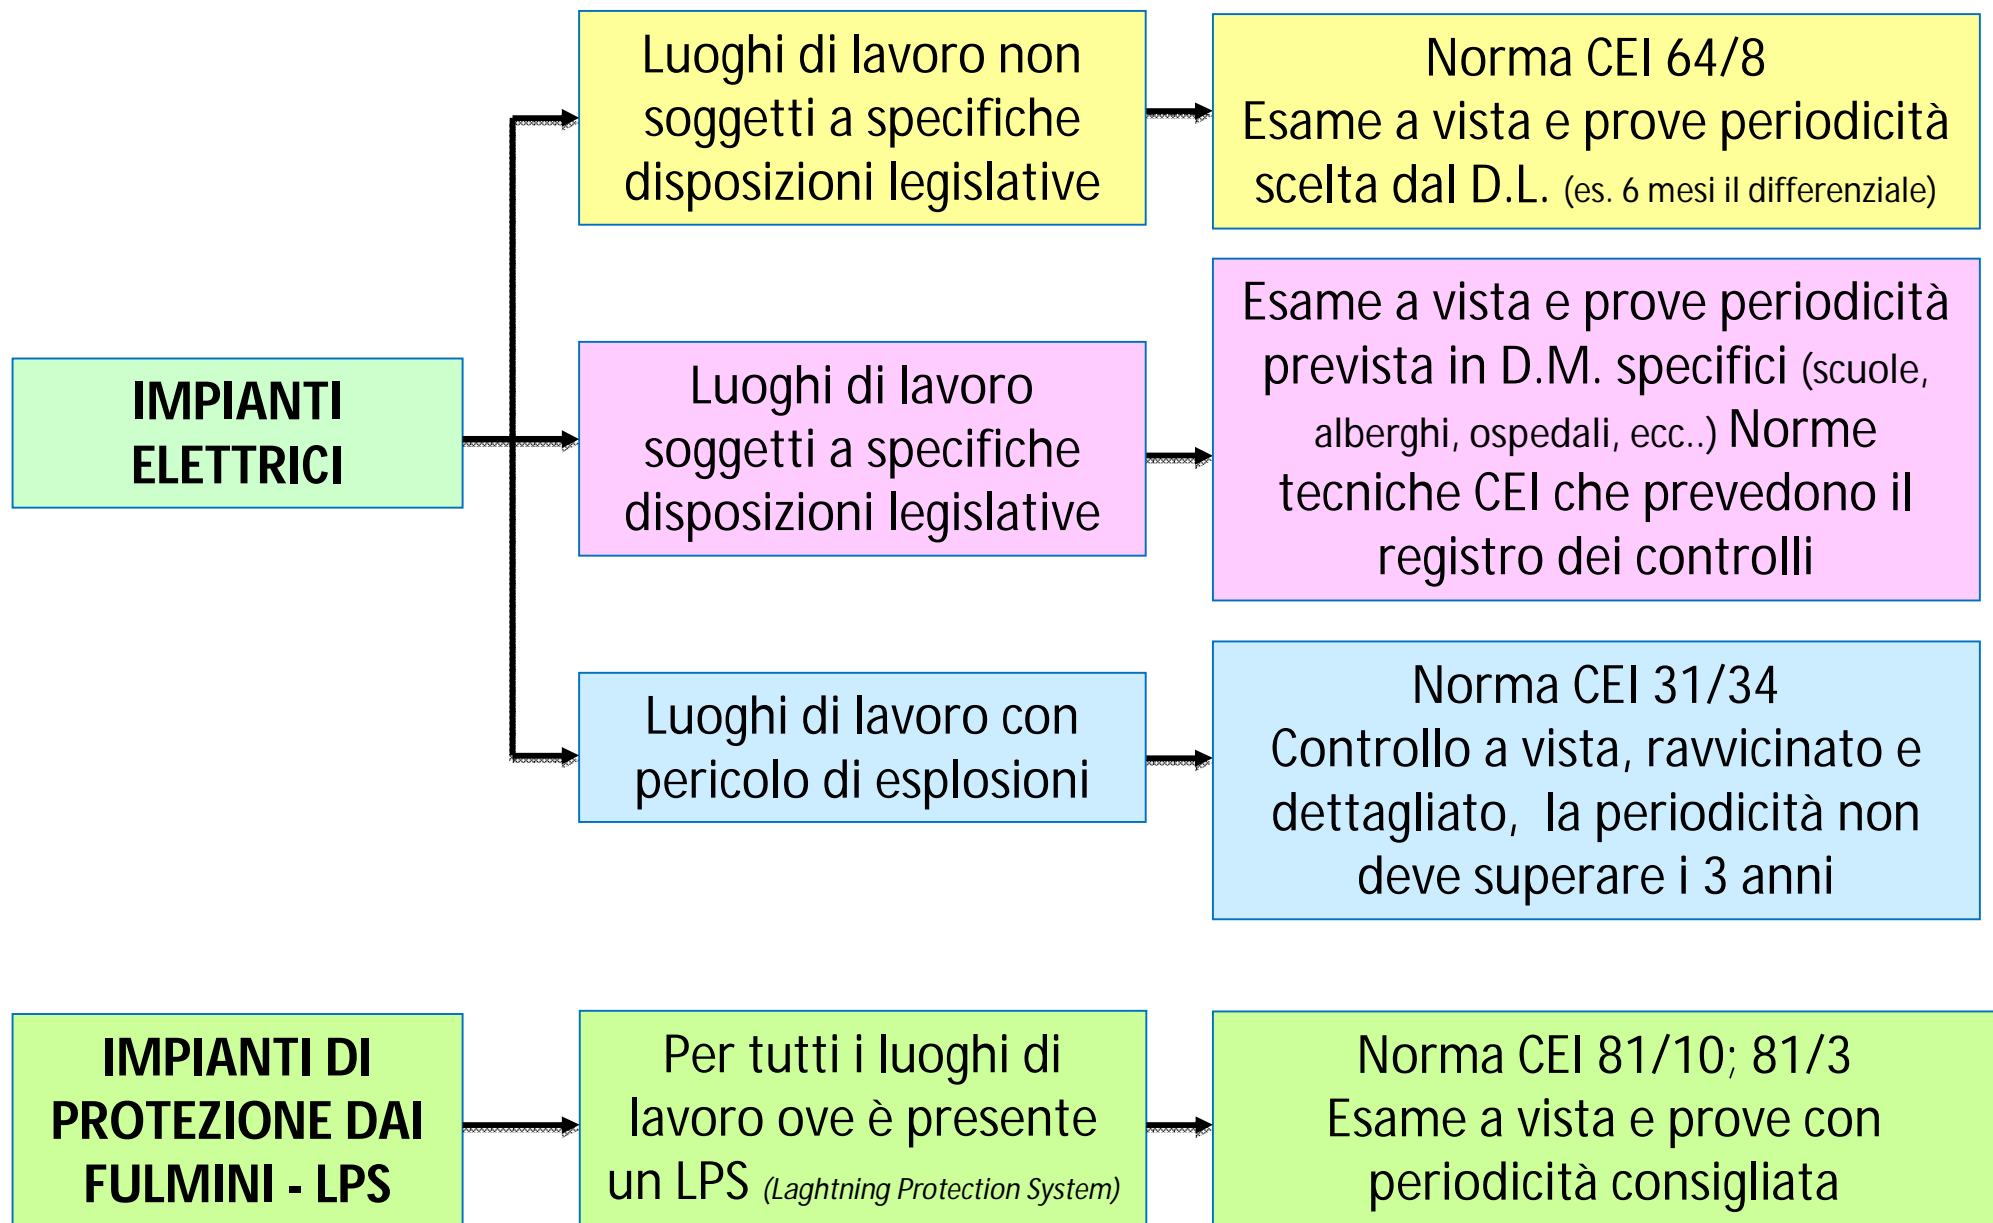 Luoghi di lavoro non
soggetti a specifiche
disposizioni legislative
Norma CEI 64/8
Esame a vista e prove periodicità
scelta dal D.L. (es. 6 mesi il differenziale)
IMPIANTI
ELETTRICI
Luoghi di lavoro
soggetti a specifiche
disposizioni legislative
Esame a vista e prove periodicità
prevista in D.M. specifici (scuole,
alberghi, ospedali, ecc..) Norme
tecniche CEI che prevedono il
registro dei controlli
Luoghi di lavoro con
pericolo di esplosioni
Norma CEI 31/34
Controllo a vista, ravvicinato e
dettagliato, la periodicità non
deve superare i 3 anni
IMPIANTI DI
PROTEZIONE DAI
FULMINI - LPS
Per tutti i luoghi di
lavoro ove è presente
un LPS (Laghtning Protection System)
Norma CEI 81/10; 81/3
Esame a vista e prove con
periodicità consigliata